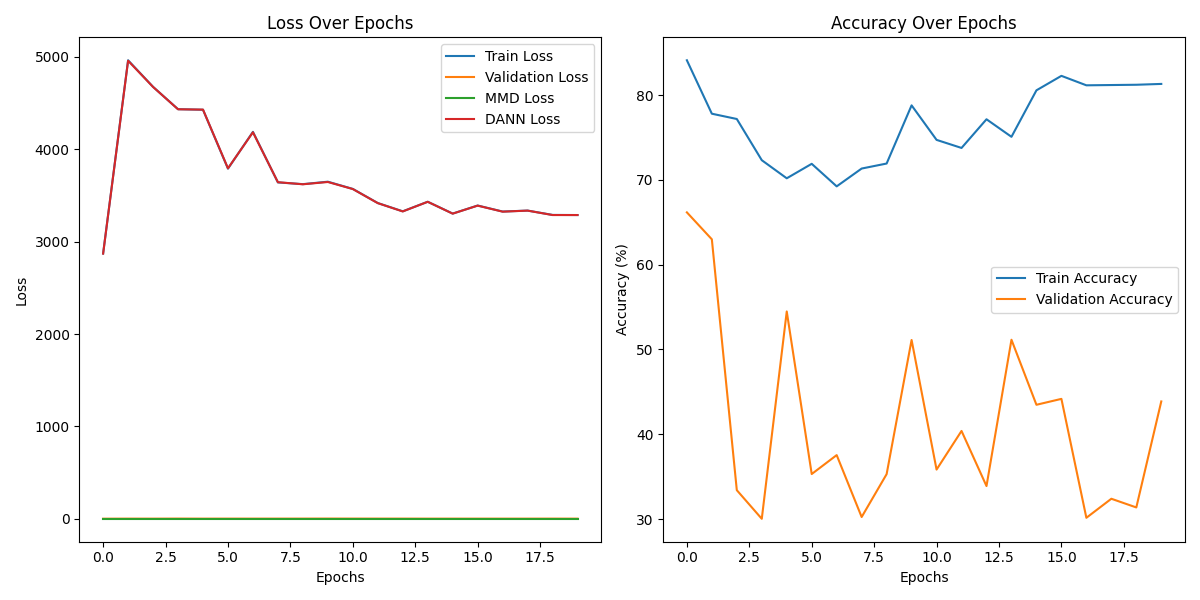 Loss Over Epochs
Loss
5000
4000
3000
2000
1000
0
0.0 2.5 5.0 7.5 10.0 12.5 15.0 17.5
Epochs
Train Loss
Validation Loss
MMD Loss
DANN Loss
Accuracy Over Epochs
Accuracy (%)
80
70
60
50
40
30
0.0 2.5 5.0 7.5 10.0 12.5 15.0 17.5
Epochs
Train Accuracy
Validation Accuracy